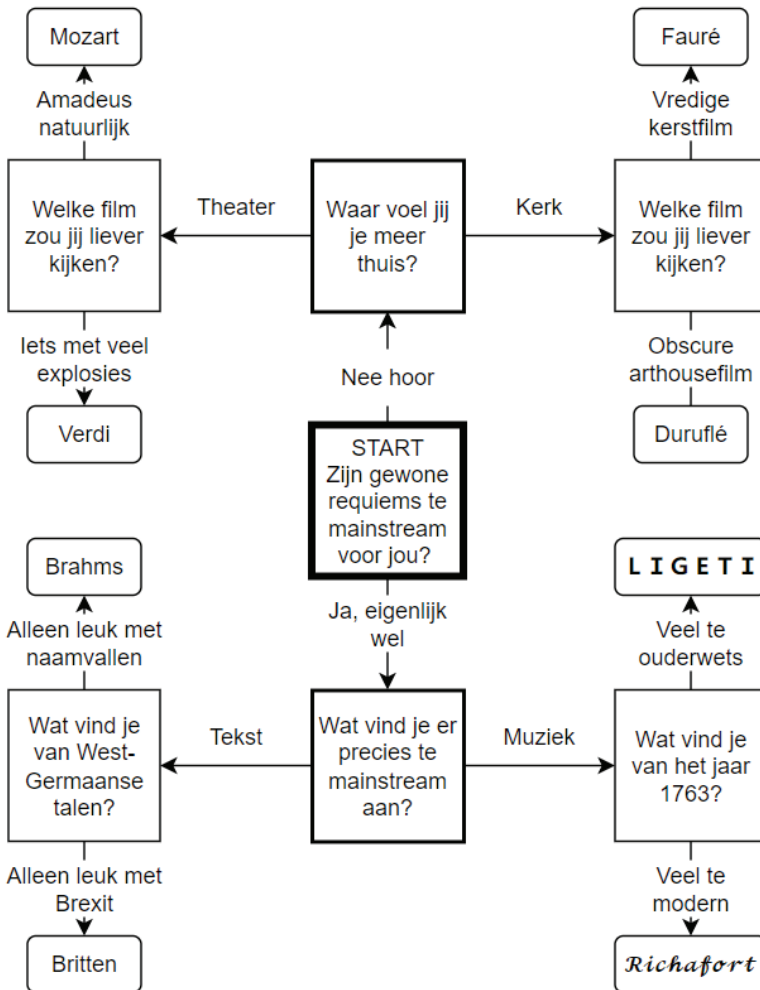 Mozart
Fauré
Amadeus
natuurlijk
Vredige
kerstfilm
Welke film
zou jij liever
kijken?
Theater
Waar voel jij
je meer
thuis?
Kerk
Welke film
zou jij liever
kijken?
Iets met veel
explosies
Nee hoor
Obscure
arthousefilm
Verdi
Duruflé
START
Zijn gewone
requiems te
mainstream
voor jou?
Brahms
LIGETI
Alleen leuk met
naamvallen
Ja, eigenlijk
wel
Veel te
ouderwets
Wat vind je
van West-
Germaanse
talen?
Tekst
Wat vind je er
precies te
mainstream
aan?
Muziek
Wat vind je
van het jaar
1763?
Alleen leuk met
Brexit
Veel te
modern
Britten
Richafort